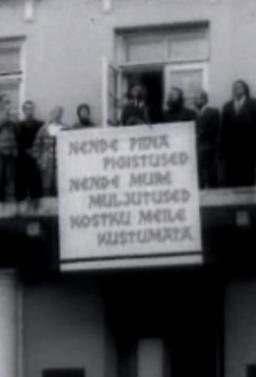 NENDE PIINA
PIGISTUSED
NENDE MURE
MULJUTUSED
KOSTKU MEILE
KUSTUMATA